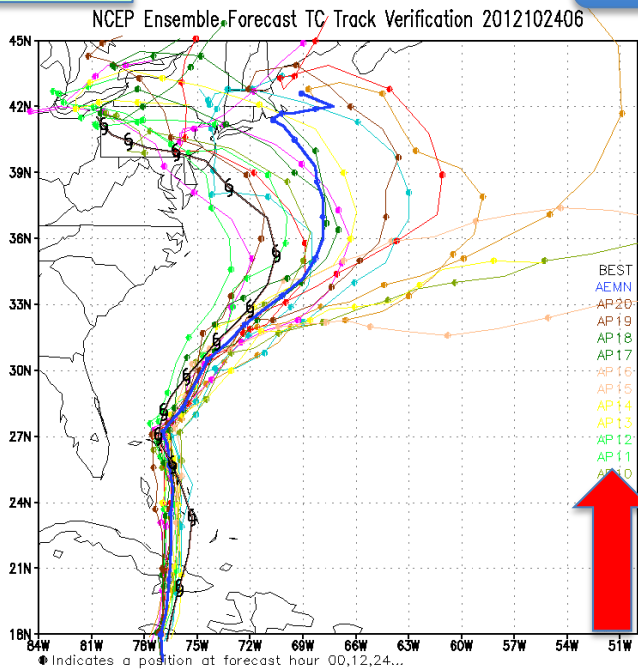 NCEP Ensemble Forecast TC Track Verification 2012102406
45N
42N
39N
36N
33N
30N
27N
24N
21N
18N
BEST
AEMN
AP20
AP19
AP18
AP17
AP16
AP15
AP14
AP13
AP12
AP11
84W 81W 78W 75W 72W 69W 66W 63W 60W 57W 54W 51W
Indicates a position at forecast hour 00,12,24...